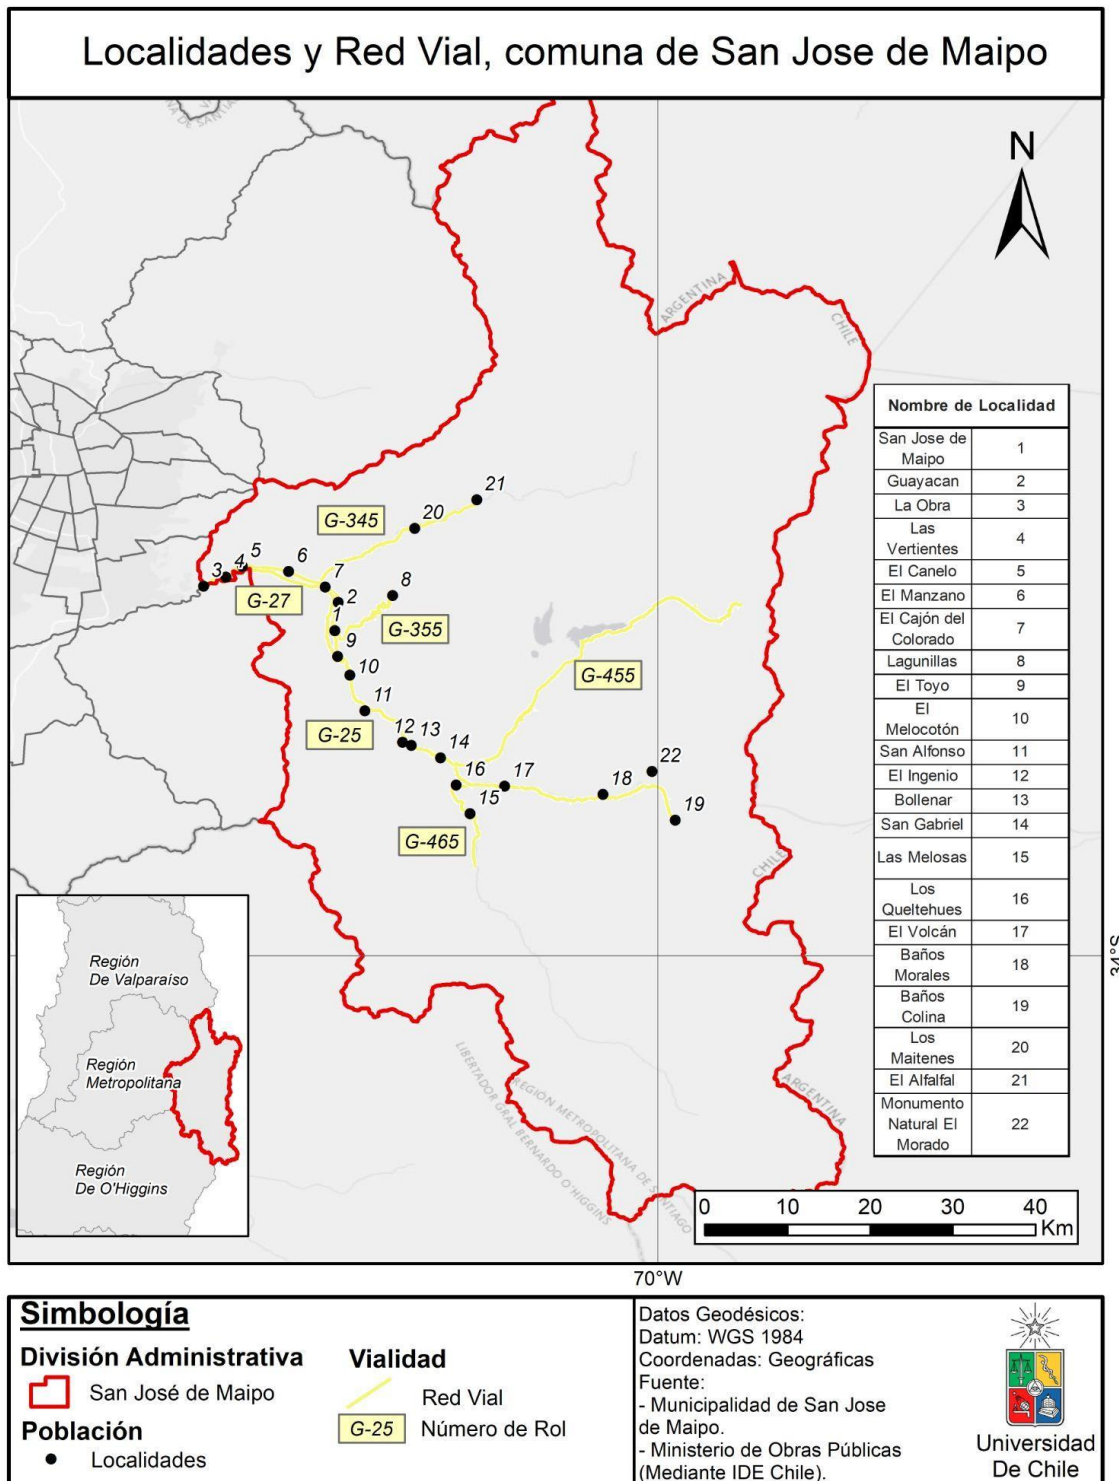 Localidades y Red Vial, comuna de San Jose de Maipo
N
ARGENTINA
CHILE
21
20
G-345
5
6
3
4
7
8
G-27
2
1
G-355
9
10
G-455
11
G-25
12
13
14
22
16
17
18
15
19
G-465
CHILE
ARGENTINA
34°S
LIBERTADOR GRAL BERNARDO O'HIGGINS
REGIÓN METROPOLITANA DE SANTIAGO
Nombre de Localidad
San Jose de
Maipo
1
Guayacan 2
La Obra 3
Las
Vertientes
4
El Canelo 5
El Manzano 6
El Cajón del
Colorado
7
Lagunillas 8
El Toyo 9
El
Melocotón
10
San Alfonso 11
El Ingenio 12
Bollenar 13
San Gabriel 14
Las Melosas 15
Los
Queltehues
16
El Volcán 17
Baños
Morales
18
Baños
Colina
19
Los
Maitenes
20
El Alfalfal 21
Monumento
Natural El
Morado
22
Región
De Valparaíso
Región
Metropolitana
Región
De O'Higgins
0 10 20 30 40
Km
70°W
Simbología
División Administrativa
San José de Maipo
Población
Localidades
Vialidad
Red Vial
G-25 Número de Rol
Datos Geodésicos:
Datum: WGS 1984
Coordenadas: Geográficas
Fuente:
- Municipalidad de San Jose
de Maipo.
- Ministerio de Obras Públicas
(Mediante IDE Chile).
Universidad
De Chile